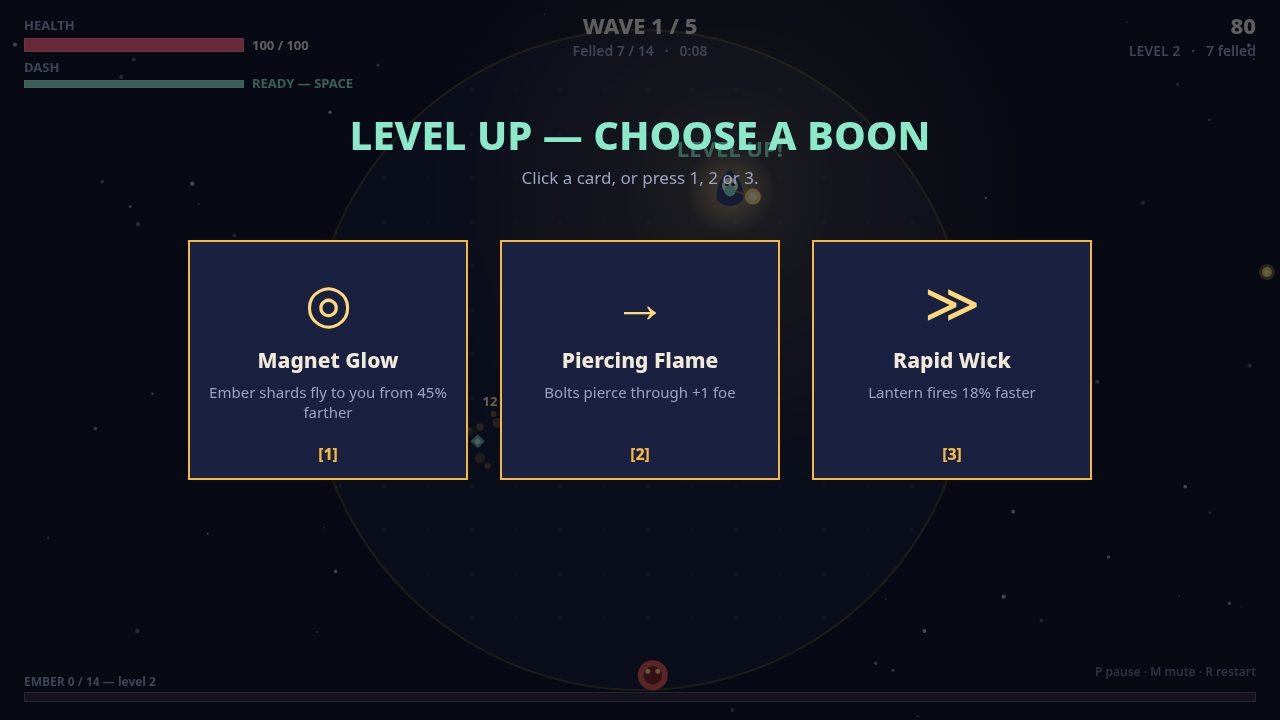 HEALTH
100 / 100
DASH
READY — SPACE
WAVE 1 / 5
Felled 7 / 14 · 0:08
80
LEVEL 2 · 7 felled
LEVEL UP — CHOOSE A BOON
LEVEL UP!
Click a card, or press 1, 2 or 3.
Magnet Glow
Ember shards fly to you from 45%
farther
[1]
→
Piercing Flame
Bolts pierce through +1 foe
[2]
Rapid Wick
Lantern fires 18% faster
[3]
12
EMBER 0 / 14 — level 2
P pause · M mute · R restart